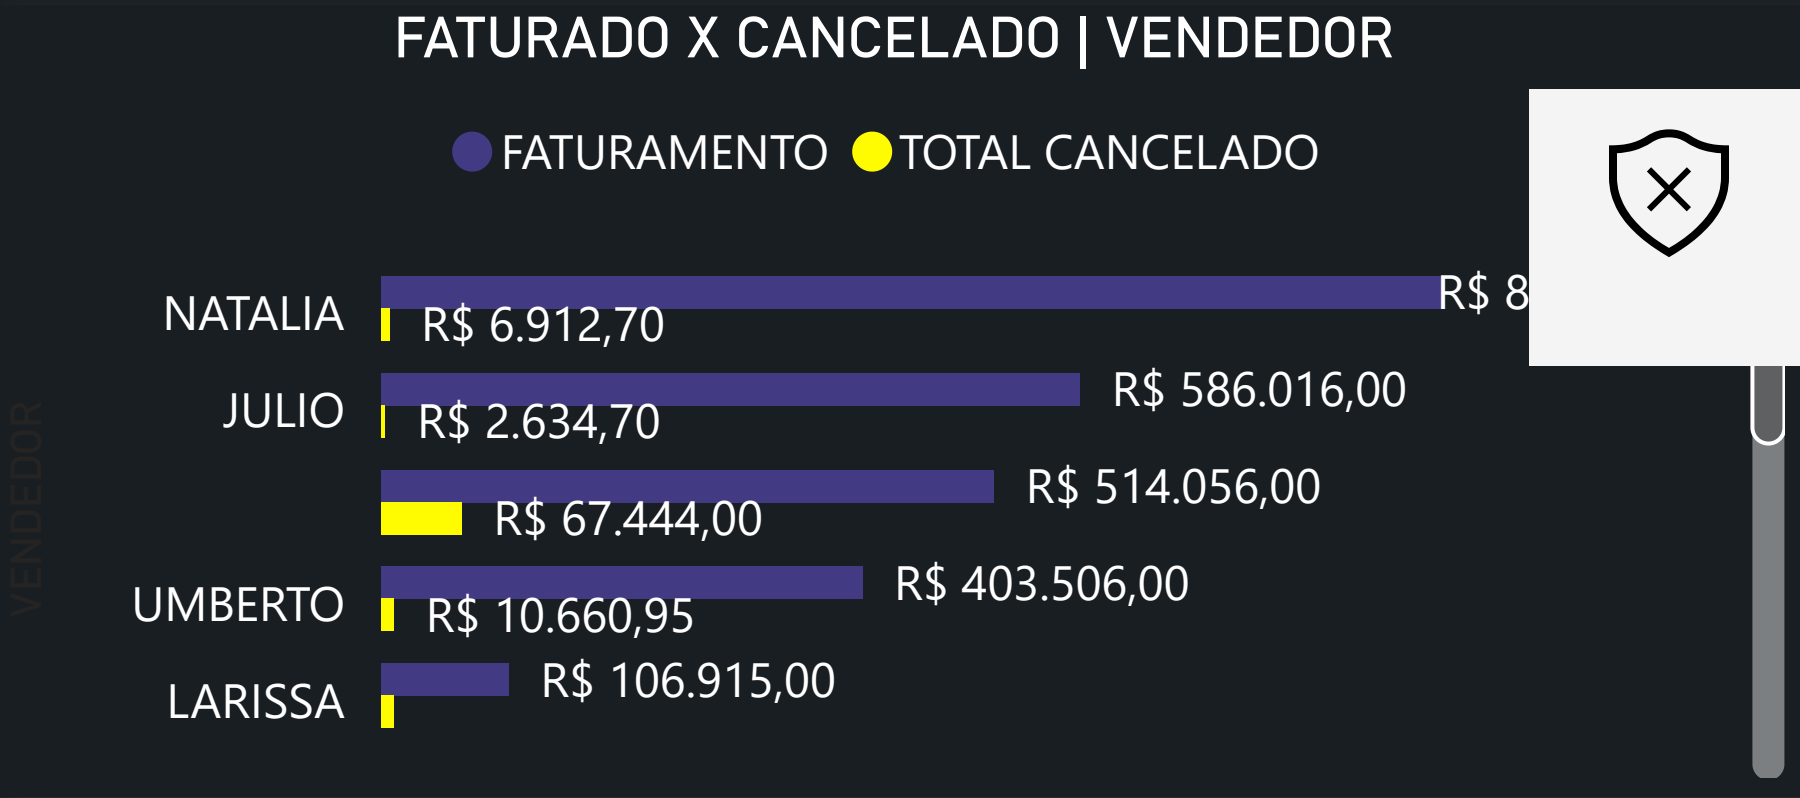 FATURADO X CANCELADO | VENDEDOR
FATURAMENTO TOTAL CANCELADO
NATALIA R$ 8
R$ 6.912,70
JULIO R$ 586.016,00
R$ 2.634,70
R$ 514.056,00
R$ 67.444,00
UMBERTO R$ 403.506,00
R$ 10.660,95
LARISSA R$ 106.915,00
VENDEDOR